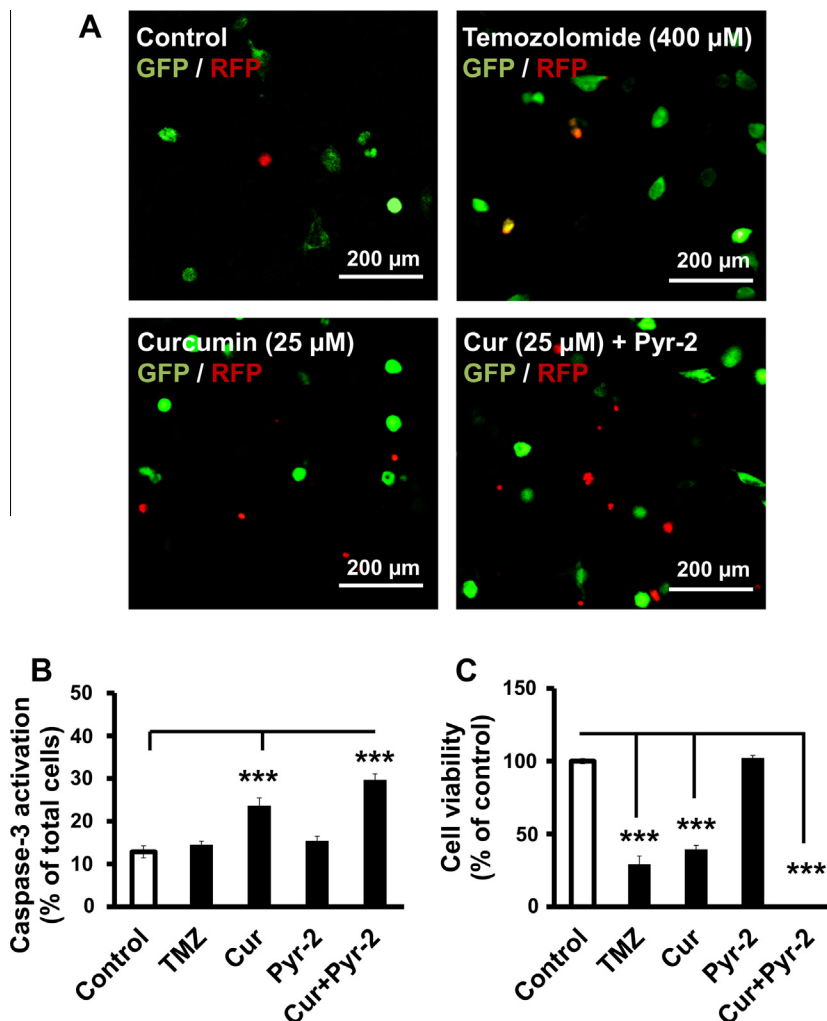 A
Control
GFP / RFP
200 µm
Temozolomide (400 µM)
GFP / RFP
200 µm
Curcumin (25 µM)
GFP / RFP
200 µm
Cur (25 µM) + Pyr-2
GFP / RFP
200 µm
B
Caspase-3 activation
(% of total cells)
50
40
30
20
10
0
***
***
Control
TMZ
Cur
Pyr-2
Cur+Pyr-2
C
Cell viability
(% of control)
150
100
50
0
***
***
***
Control
TMZ
Cur
Pyr-2
Cur+Pyr-2